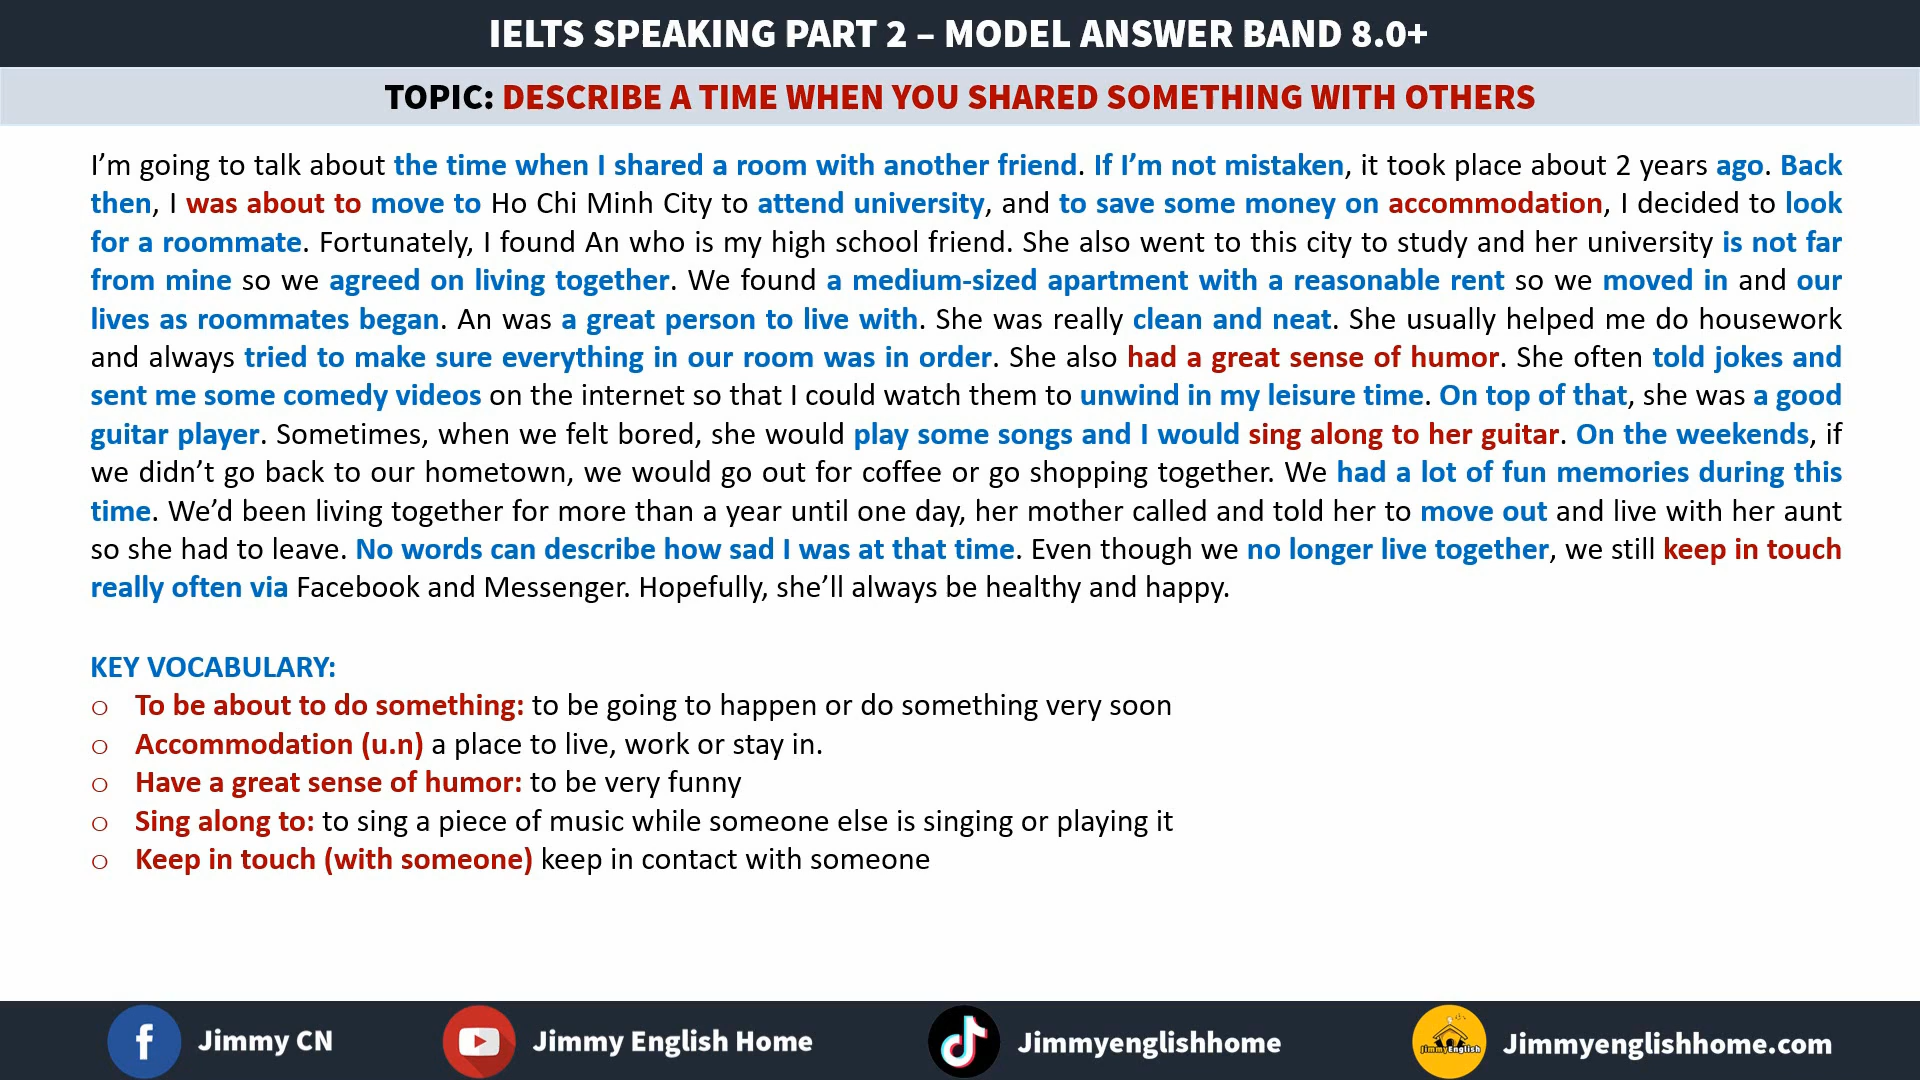 IELTS SPEAKING PART 2 – MODEL ANSWER BAND 8.0+
TOPIC: DESCRIBE A TIME WHEN YOU SHARED SOMETHING WITH OTHERS
I’m going to talk about the time when I shared a room with another friend. If I’m not mistaken, it took place about 2 years ago. Back
then, I was about to move to Ho Chi Minh City to attend university, and to save some money on accommodation, I decided to look
for a roommate. Fortunately, I found An who is my high school friend. She also went to this city to study and her university is not far
from mine so we agreed on living together. We found a medium-sized apartment with a reasonable rent so we moved in and our
lives as roommates began. An was a great person to live with. She was really clean and neat. She usually helped me do housework
and always tried to make sure everything in our room was in order. She also had a great sense of humor. She often told jokes and
sent me some comedy videos on the internet so that I could watch them to unwind in my leisure time. On top of that, she was a good
guitar player. Sometimes, when we felt bored, she would play some songs and I would sing along to her guitar. On the weekends, if
we didn’t go back to our hometown, we would go out for coffee or go shopping together. We had a lot of fun memories during this
time. We’d been living together for more than a year until one day, her mother called and told her to move out and live with her aunt
so she had to leave. No words can describe how sad I was at that time. Even though we no longer live together, we still keep in touch
really often via Facebook and Messenger. Hopefully, she’ll always be healthy and happy.
KEY VOCABULARY:
o To be about to do something: to be going to happen or do something very soon
o Accommodation (u.n) a place to live, work or stay in.
o Have a great sense of humor: to be very funny
o Sing along to: to sing a piece of music while someone else is singing or playing it
o Keep in touch (with someone) keep in contact with someone
Jimmy CN
Jimmy English Home
Jimmyenglishhome
JimmyEnglish
Jimmyenglishhome.com